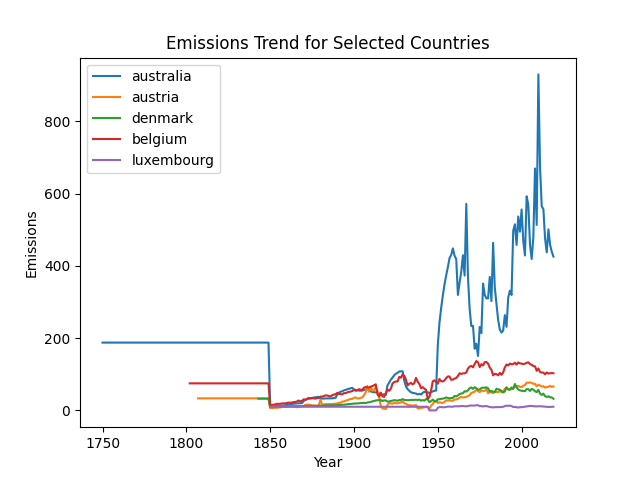 Emissions Trend for Selected Countries
australia
austria
denmark
belgium
luxembourg
800
600
400
200
0
Emissions
1750
1800
1850
1900
1950
2000
Year